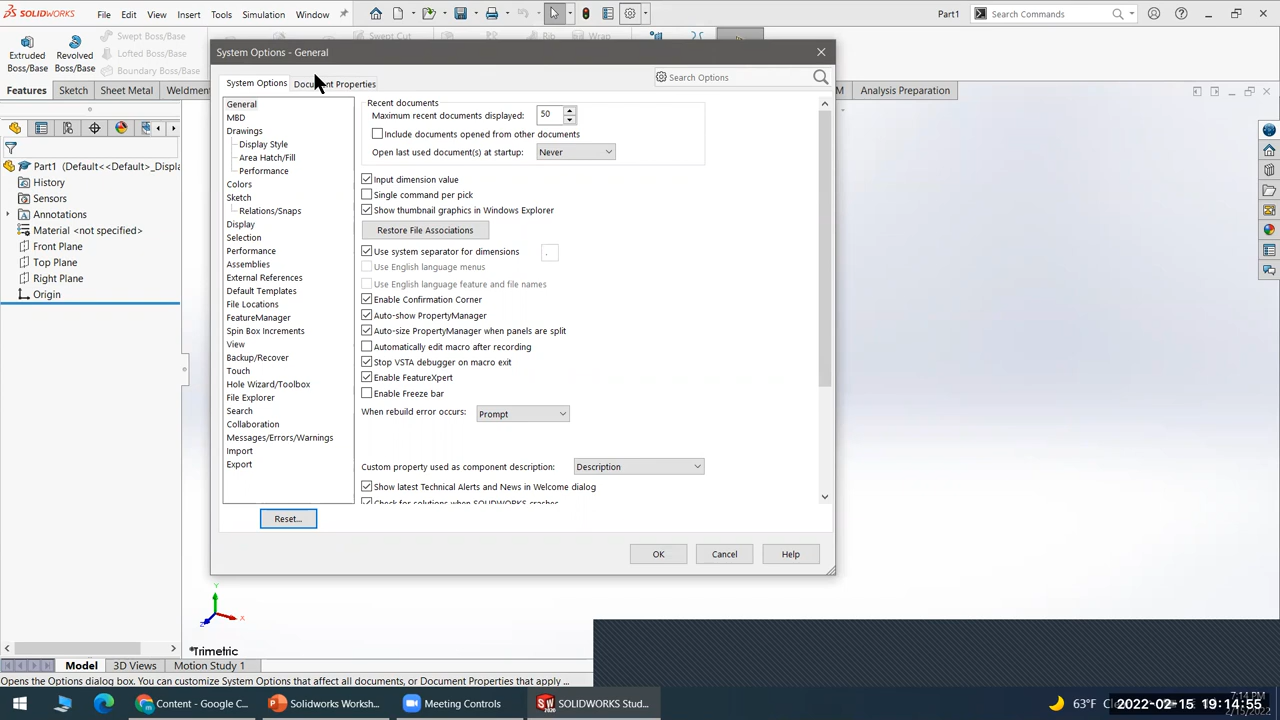 SOLIDWORKS
File
Edit
View
Insert
Tools
Simulation
Window
Part1
Search Commands
Extruded
Boss/Base
Revolved
Boss/Base
Swept Boss/Base
Lofted Boss/Base
Boundary Boss/Base
Swept Cut
Rib
Wrap
Features
Sketch
Sheet Metal
Analysis Preparation
System Options - General
System Options
Document Properties
Search Options
General
MBD
Drawings
Display Style
Area Hatch/Fill
Performance
Colors
Sketch
Relations/Snaps
Display
Selection
Performance
Assemblies
External References
Default Templates
File Locations
FeatureManager
Spin Box Increments
View
Backup/Recover
Touch
Hole Wizard/Toolbox
File Explorer
Search
Collaboration
Messages/Errors/Warnings
Import
Export
Reset...
Recent documents
Maximum recent documents displayed: 50
Include documents opened from other documents
Open last used document(s) at startup: Never
Input dimension value
Single command per pick
Show thumbnail graphics in Windows Explorer
Restore File Associations
Use system separator for dimensions .
Use English language menus
Use English language feature and file names
Enable Confirmation Corner
Auto-show PropertyManager
Auto-size PropertyManager when panels are split
Automatically edit macro after recording
Stop VSTA debugger on macro exit
Enable FeatureXpert
Enable Freeze bar
When rebuild error occurs: Prompt
Custom property used as component description: Description
Show latest Technical Alerts and News in Welcome dialog
Check for solutions when SOLIDWORKS crashes
OK
Cancel
Help
Part1 (Default<<Default>_Displa
History
Sensors
Annotations
Material <not specified>
Front Plane
Top Plane
Right Plane
Origin
Y
X
Z
*Trimetric
Model
3D Views
Motion Study 1
Opens the Options dialog box. You can customize System Options that affect all documents, or Document Properties that apply ...
Content - Google C...
Solidworks Worksh...
Meeting Controls
SOLIDWORKS Stud...
63°F
7:14 PM
2022-02-15 19:14:55